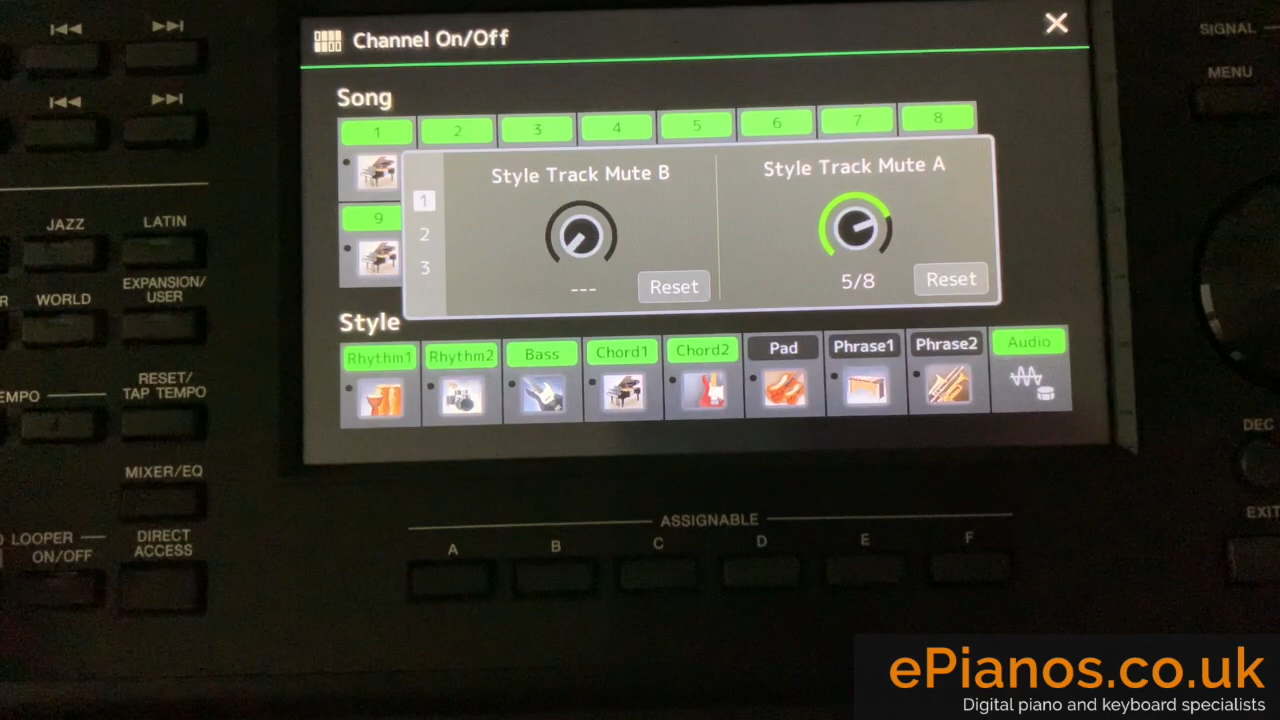 SIGNAL
MENU
JAZZ
LATIN
WORLD
EXPANSION/
USER
RESET/
TAP TEMPO
MIXER/EQ
LOOPER
ON/OFF
DIRECT
ACCESS
Channel On/Off
×
Song
1 2 3 4 5 6 7 8
9
1
2
3
Style Track Mute B
---
Reset
Style Track Mute A
5/8
Reset
Style
Rhythm1 Rhythm2 Bass Chord1 Chord2 Pad Phrase1 Phrase2 Audio
ASSIGNABLE
A B C D E F
DEC
EXIT
ePianos.co.uk
Digital piano and keyboard specialists